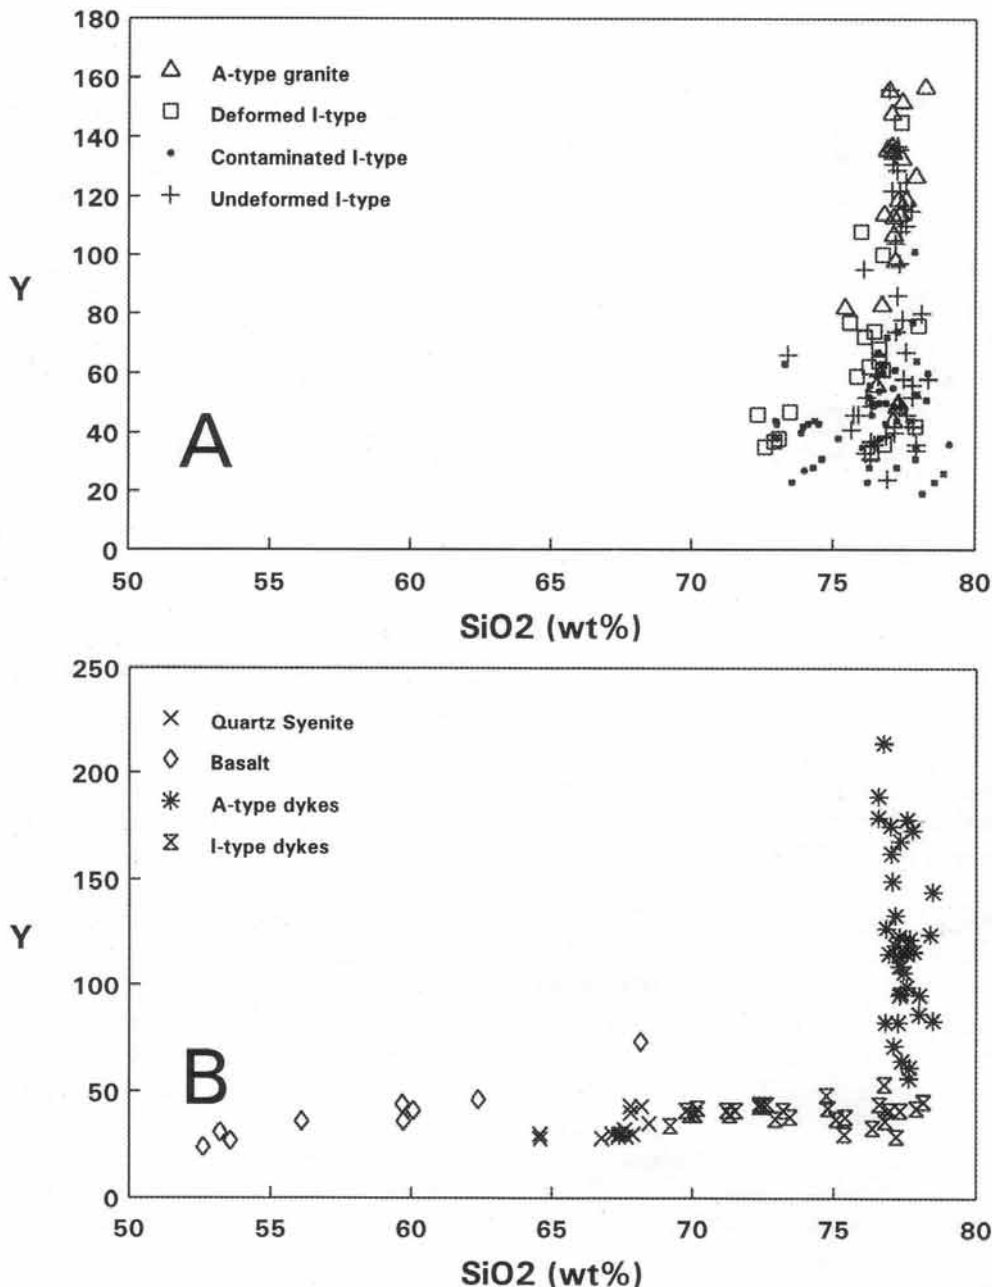 180
160
140
120
100
80
60
40
20
0
Y
A-type granite
Deformed I-type
Contaminated I-type
Undeformed I-type
A
50 55 60 65 70 75 80
SiO2 (wt%)
250
200
150
100
50
0
Y
Quartz Syenite
Basalt
A-type dykes
I-type dykes
B
50 55 60 65 70 75 80
SiO2 (wt%)